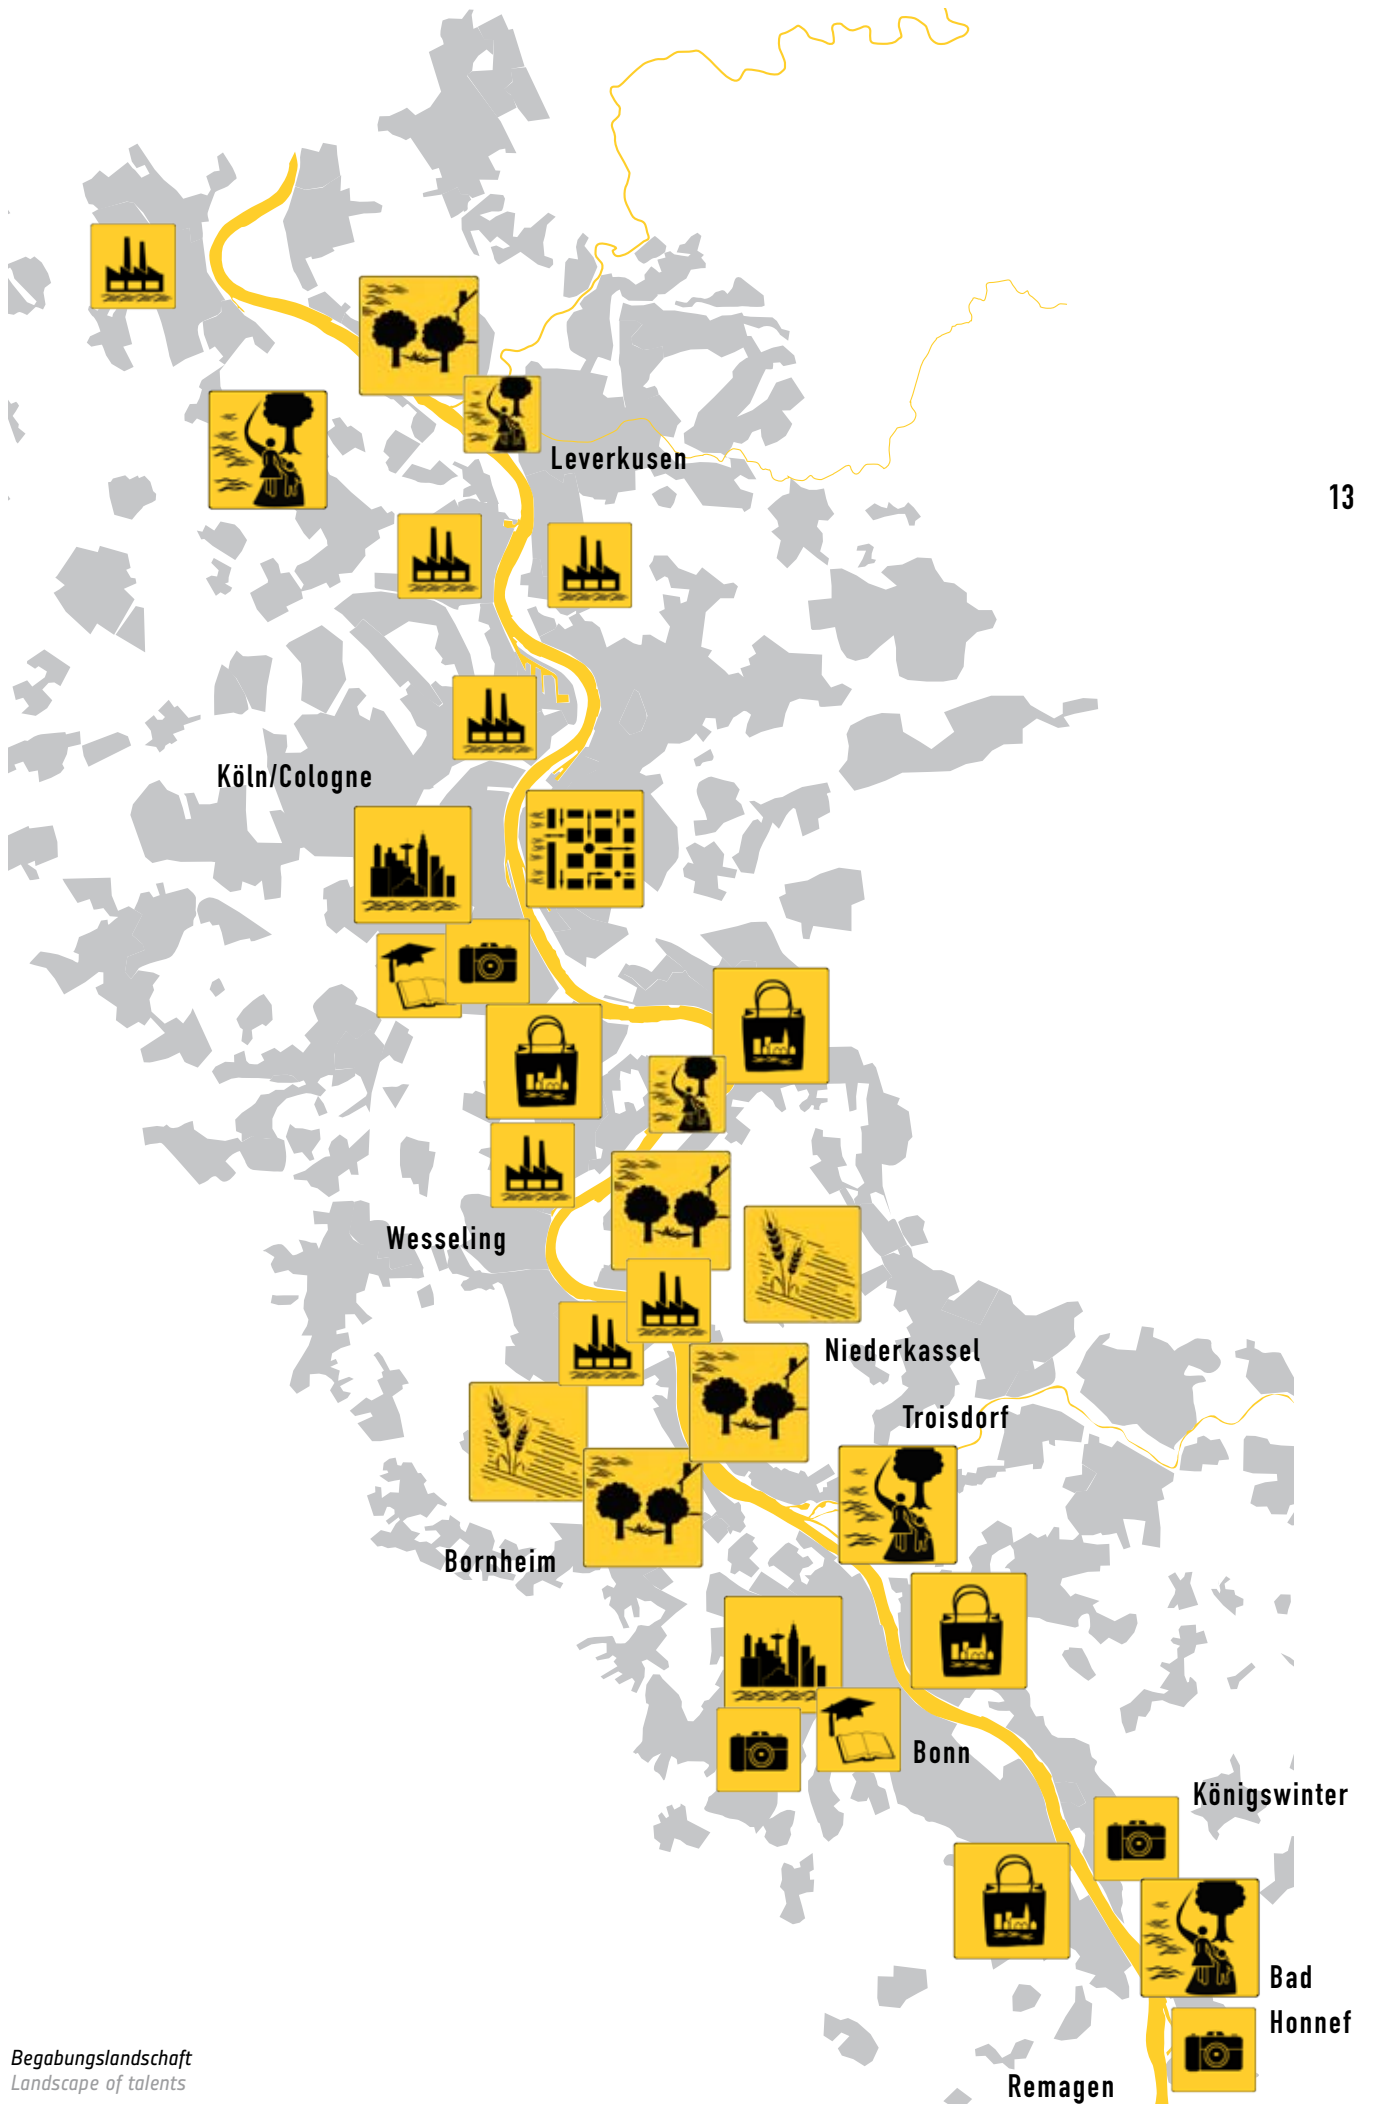 Leverkusen
13
Köln/Cologne
Wesseling
Niederkassel
Troisdorf
Bornheim
Bonn
Königswinter
Bad
Honnef
Remagen
Begabungslandschaft
Landscape of talents